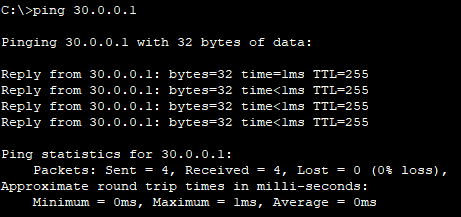 C:\>ping 30.0.0.1
Pinging 30.0.0.1 with 32 bytes of data:
Reply from 30.0.0.1: bytes=32 time=1ms TTL=255
Reply from 30.0.0.1: bytes=32 time<1ms TTL=255
Reply from 30.0.0.1: bytes=32 time<1ms TTL=255
Reply from 30.0.0.1: bytes=32 time<1ms TTL=255
Ping statistics for 30.0.0.1:
    Packets: Sent = 4, Received = 4, Lost = 0 (0% loss),
Approximate round trip times in milli-seconds:
    Minimum = 0ms, Maximum = 1ms, Average = 0ms